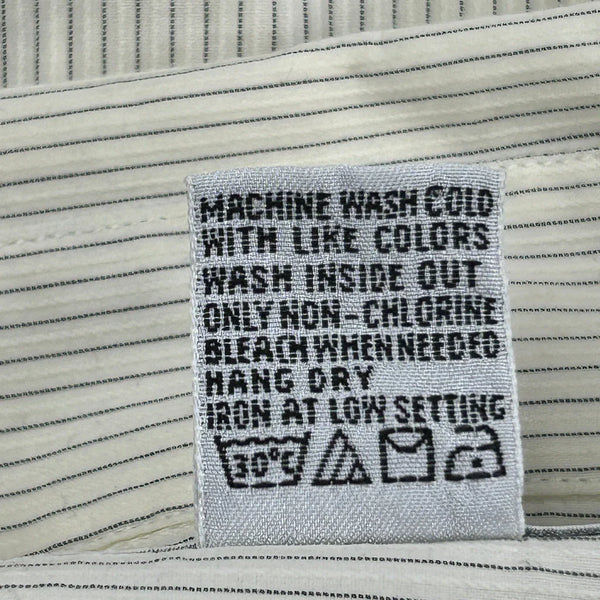 MACHINE WASH COLD
WITH LIKE COLORS
WASH INSIDE OUT
ONLY NON-CHLORINE
BLEACH WHEN NEEDED
HANG DRY
IRON AT LOW SETTING
30°C